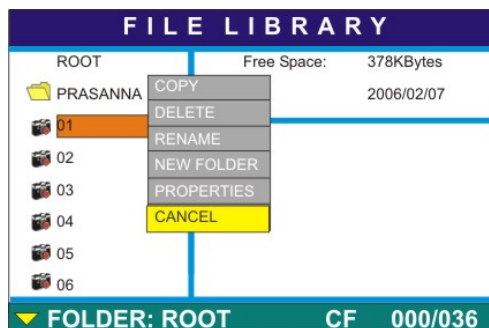 FILE LIBRARY
ROOT
Free Space: 378KBytes
PRASANNA
2006/02/07
COPY
DELETE
RENAME
NEW FOLDER
PROPERTIES
CANCEL
01
02
03
04
05
06
FOLDER: ROOT CF 000/036